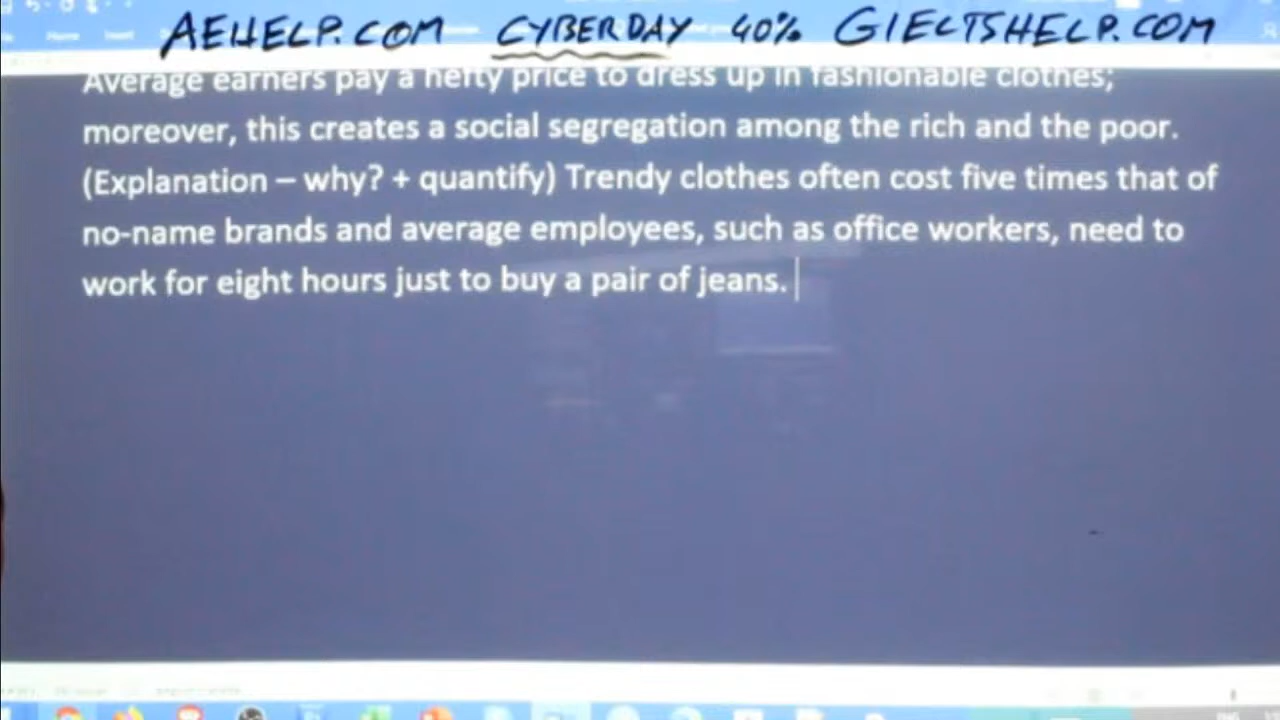 AEHELP.COM CYBERDAY 40% GIELTSHELP.COM
Average earners pay a hefty price to dress up in fashionable clothes;
moreover, this creates a social segregation among the rich and the poor.
(Explanation – why? + quantify) Trendy clothes often cost five times that of
no-name brands and average employees, such as office workers, need to
work for eight hours just to buy a pair of jeans.